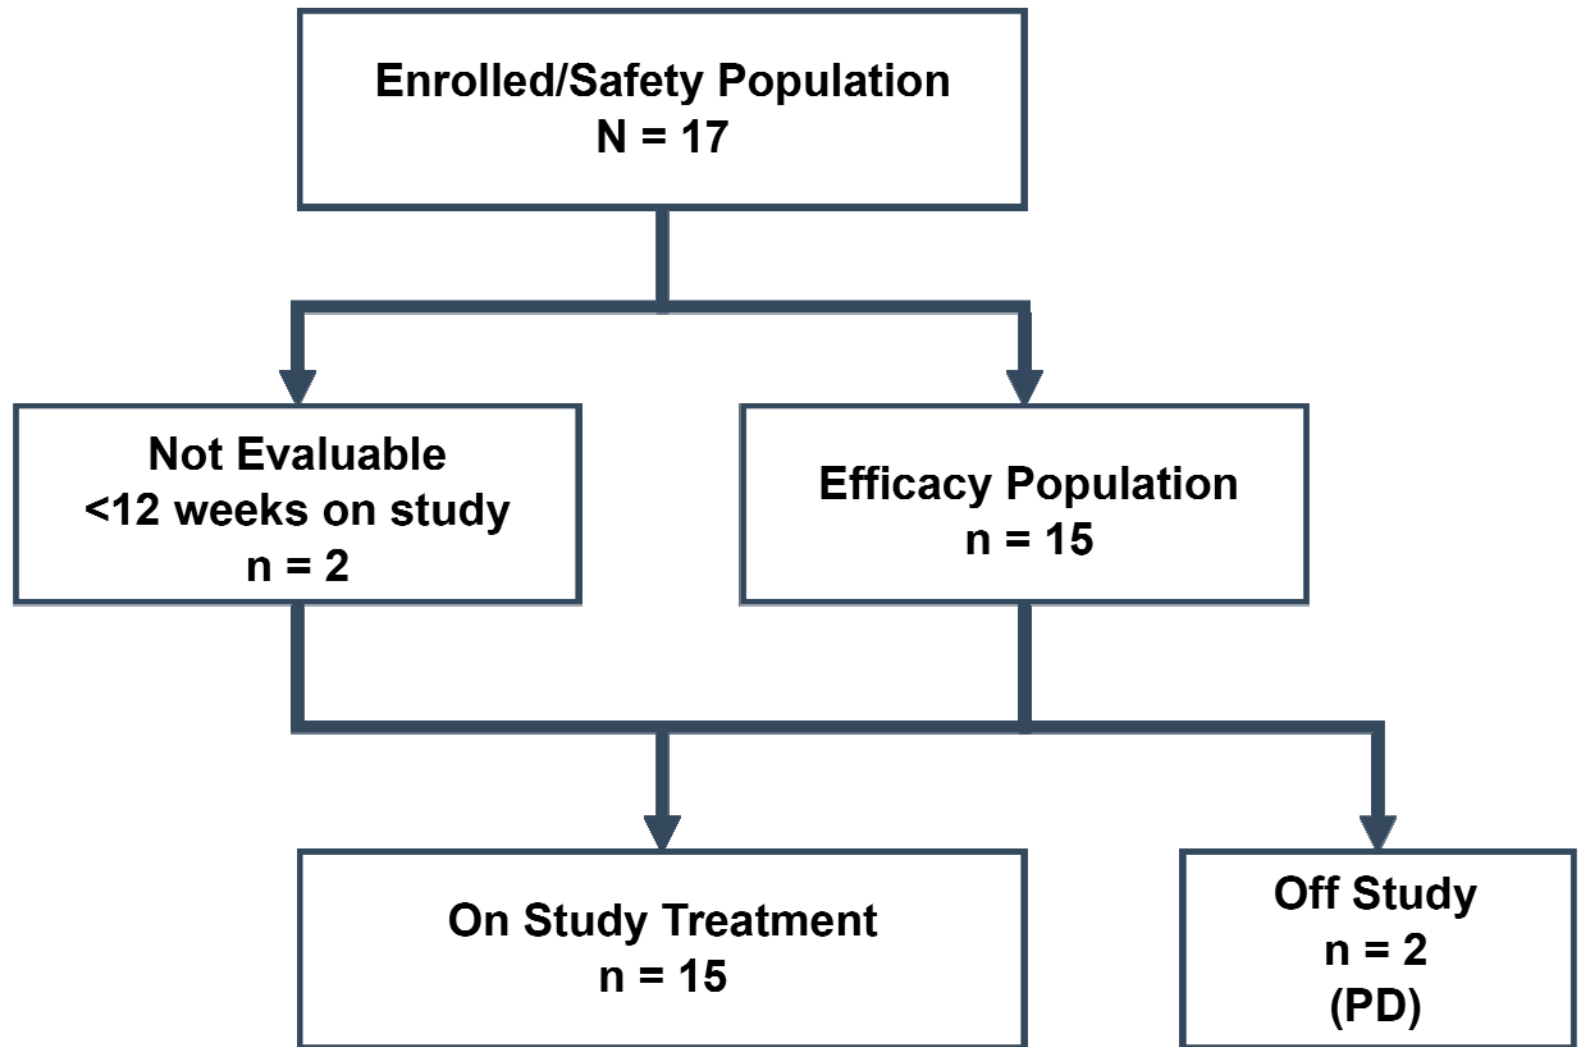 Enrolled/Safety Population
N = 17
Not Evaluable
<12 weeks on study
n = 2
Efficacy Population
n = 15
On Study Treatment
n = 15
Off Study
n = 2
(PD)